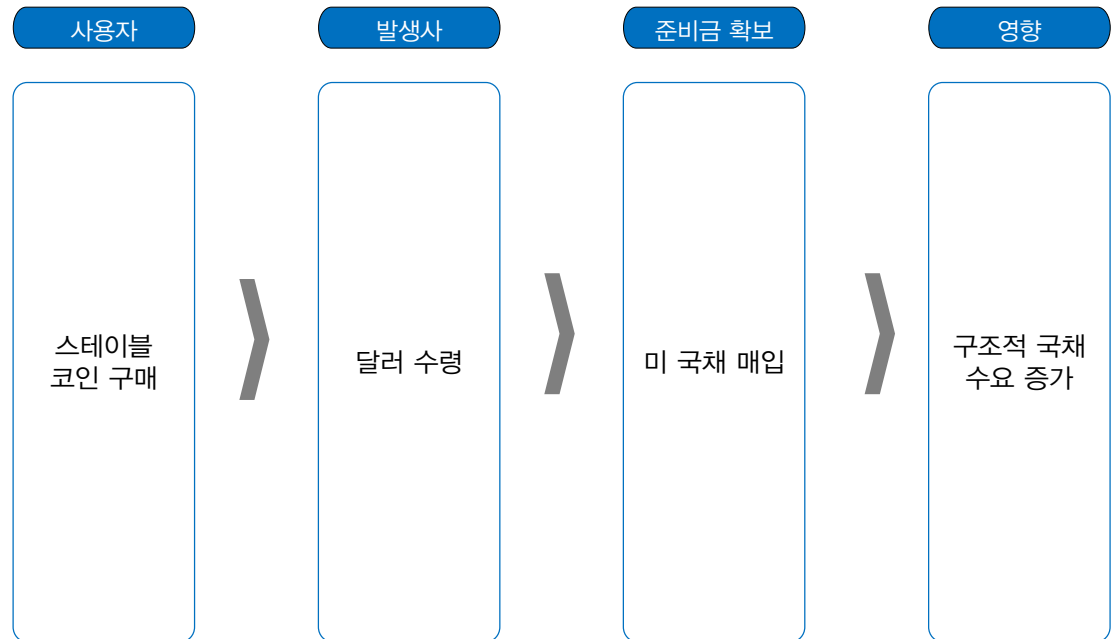 사용자
발생사
준비금 확보
영향
스테이블
코인 구매
달러 수령
미 국채 매입
구조적 국채
수요 증가